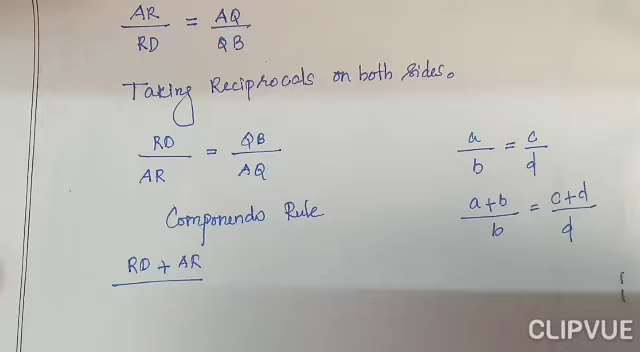 AR/RD = AQ/QB
Taking Reciprocals on both sides.
RD/AR = QB/AQ
a/b = c/d
Componendo Rule
a+b/b = c+d/d
RD + AR
CLIPVUE